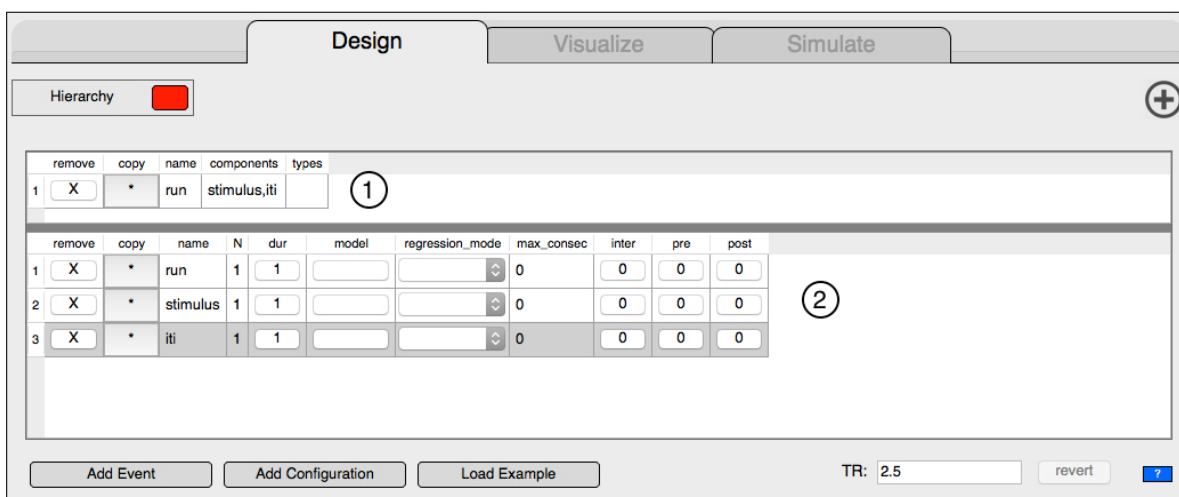 Design Visualize Simulate
Hierarchy
remove copy name components types
1 X * run stimulus,iti 1
remove copy name N dur model regression_mode max_consec inter pre post
1 X * run 1 1 0 0 0 0
2 X * stimulus 1 1 0 0 0 0 2
3 X * iti 1 1 0 0 0 0
Add Event Add Configuration Load Example TR: 2.5 revert ?